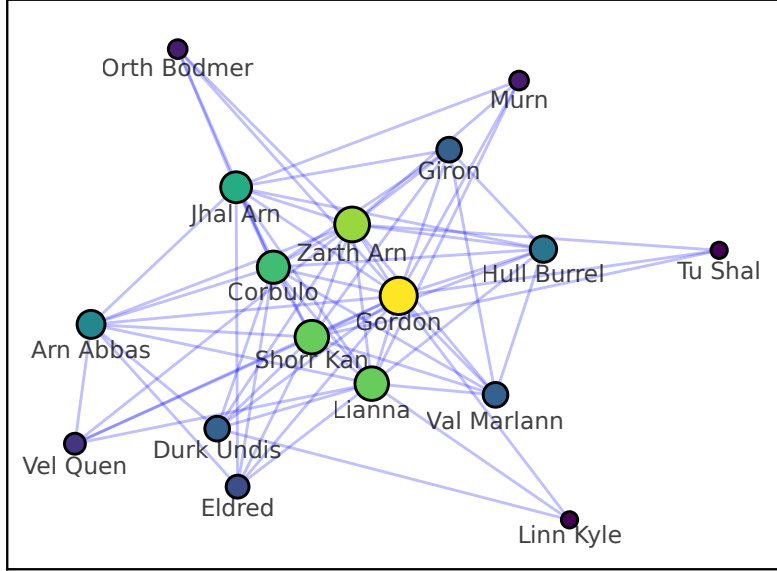 Orth Bodmer
Murn
Giron
Jhal Arn
Zarth Arn
Hull Burrel
Tu Shal
Corbulo
Gordon
Arn Abbas
Shorr Kan
Lianna
Val Marlann
Durk Undis
Vel Quen
Eldred
Linn Kyle